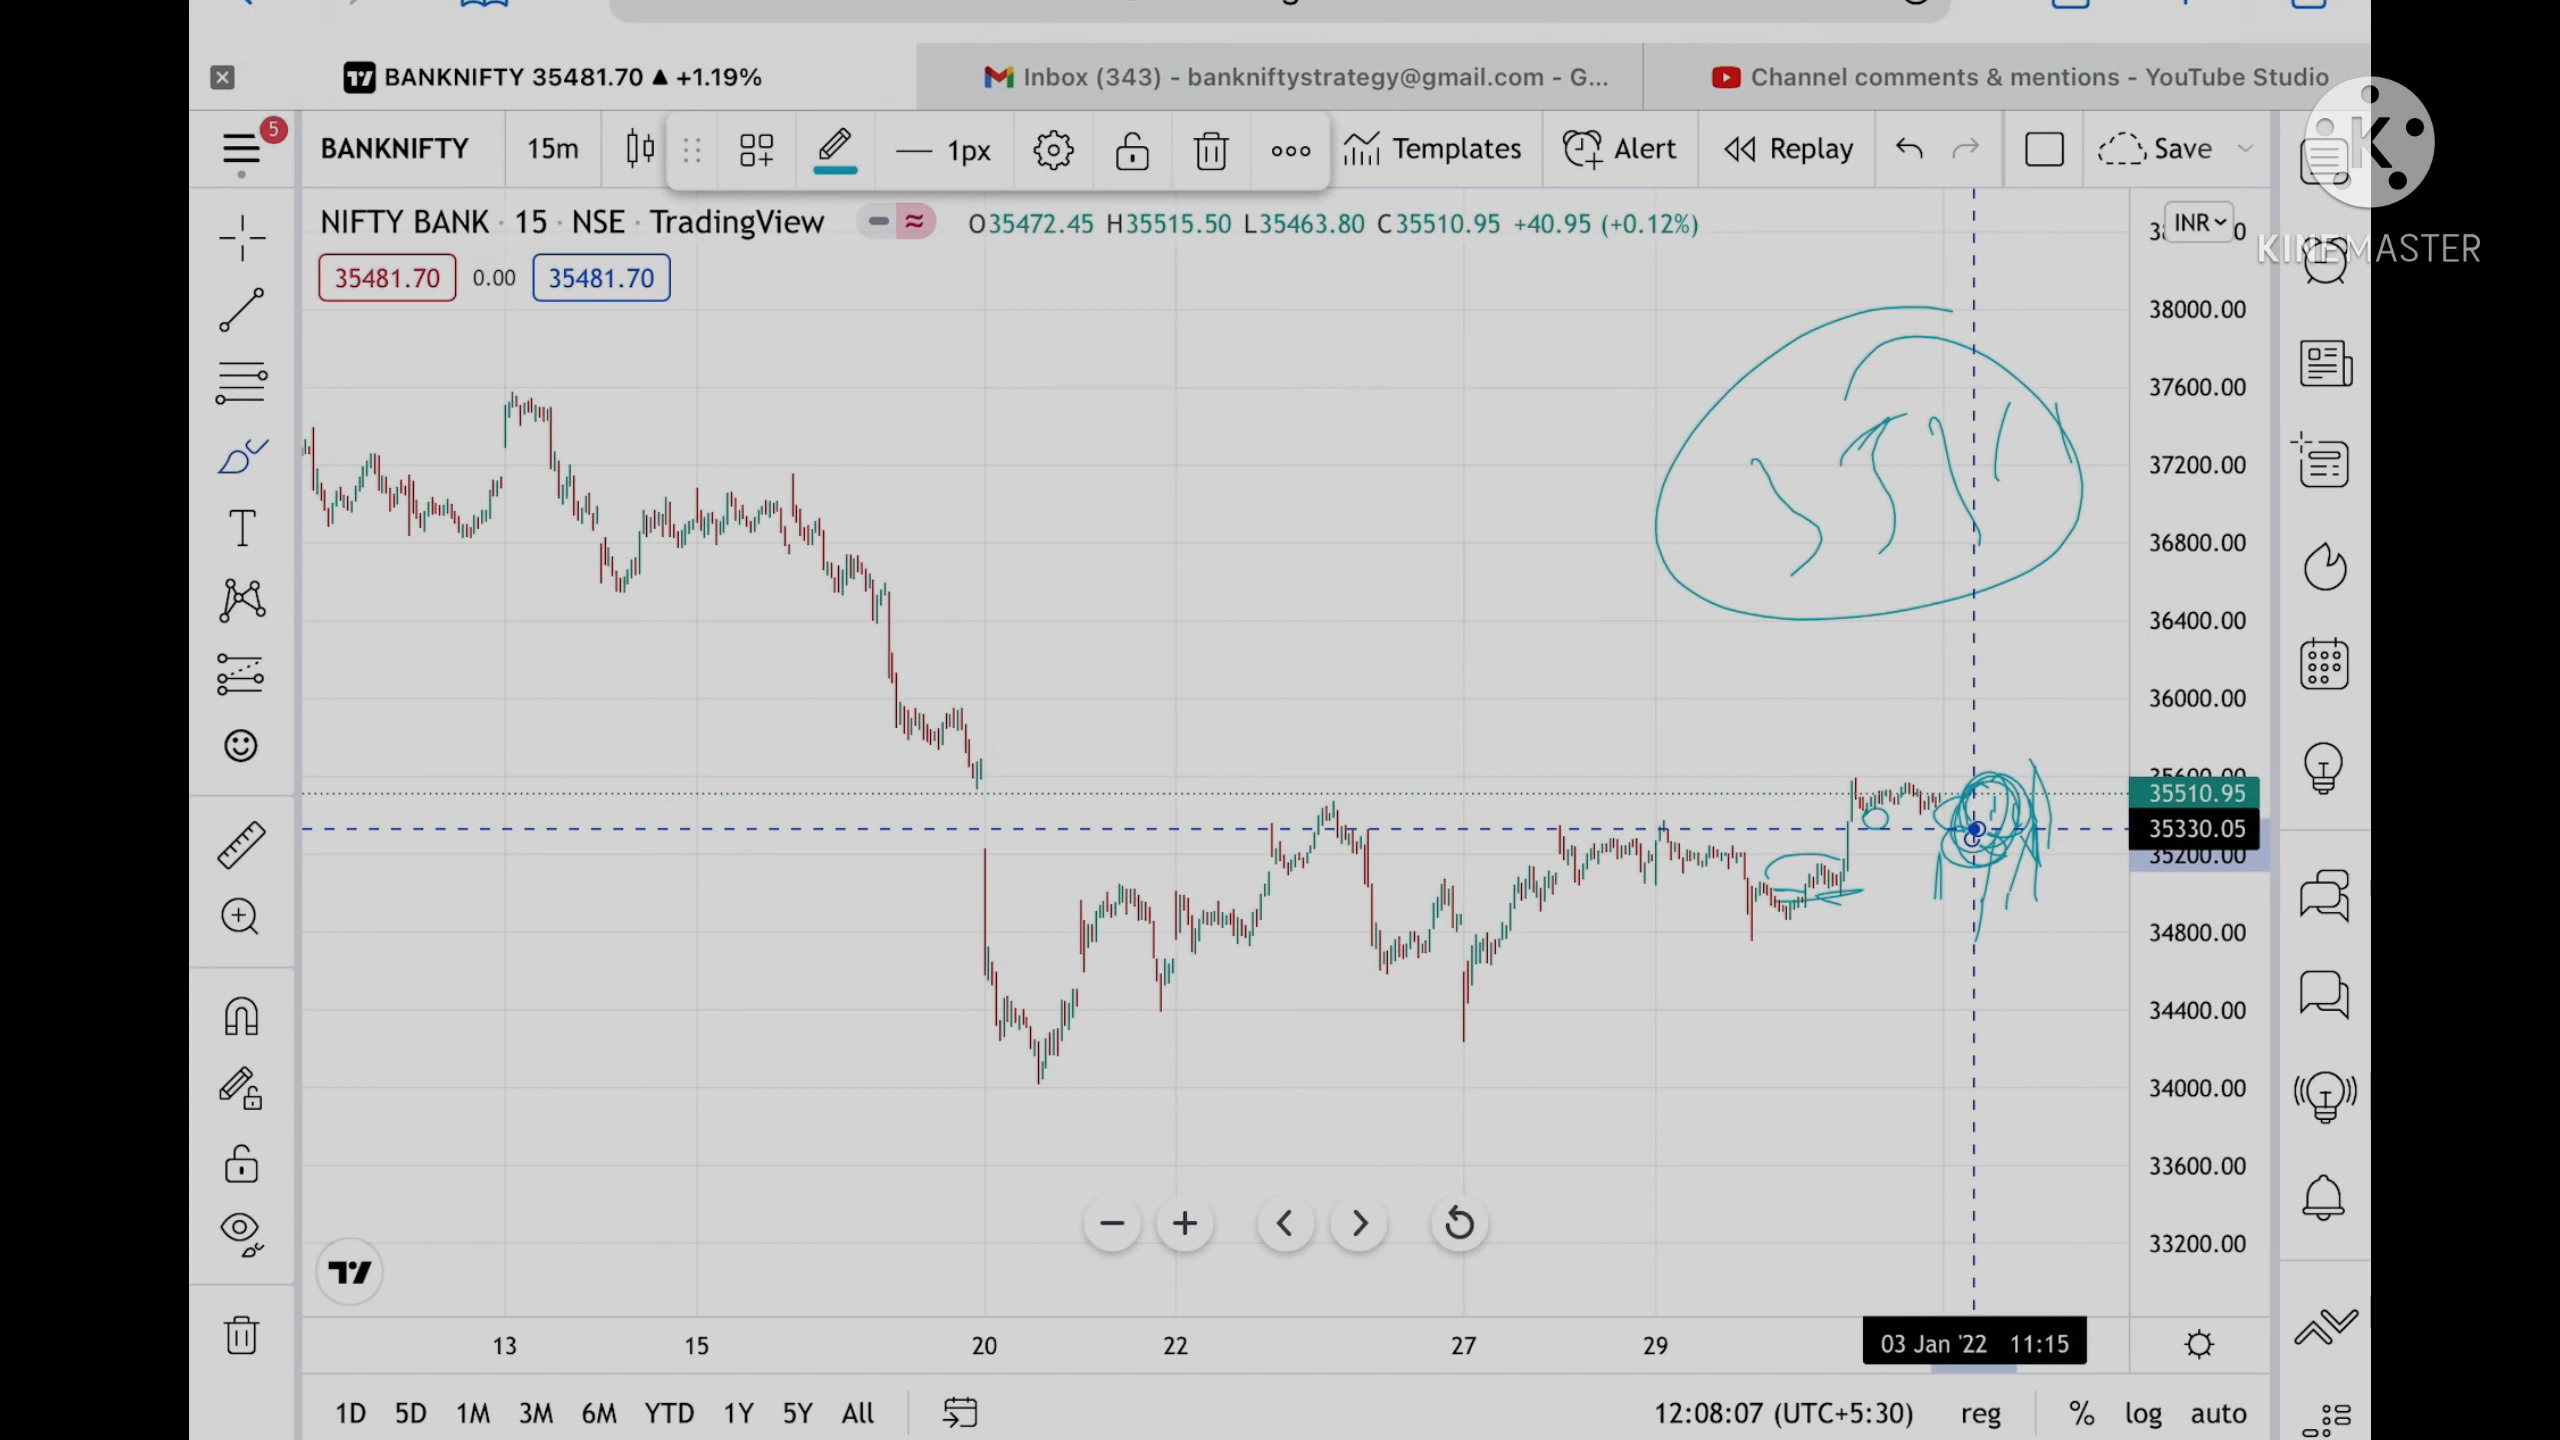 BANKNIFTY 35481.70 ▲ +1.19%
Inbox (343) - bankniftystrategy@gmail.com - G...
Channel comments & mentions - YouTube Studio
5
BANKNIFTY
15m
1px
Templates
Alert
Replay
Save
K
KINEMASTER
NIFTY BANK · 15 · NSE · TradingView
O35472.45 H35515.50 L35463.80 C35510.95 +40.95 (+0.12%)
INR
35481.70
0.00
35481.70
38000.00
37600.00
37200.00
36800.00
36400.00
36000.00
35600.00
35510.95
35330.05
35200.00
34800.00
34400.00
34000.00
33600.00
33200.00
13
15
20
22
27
29
03 Jan '22 11:15
1D
5D
1M
3M
6M
YTD
1Y
5Y
All
12:08:07 (UTC+5:30)
reg
%
log
auto